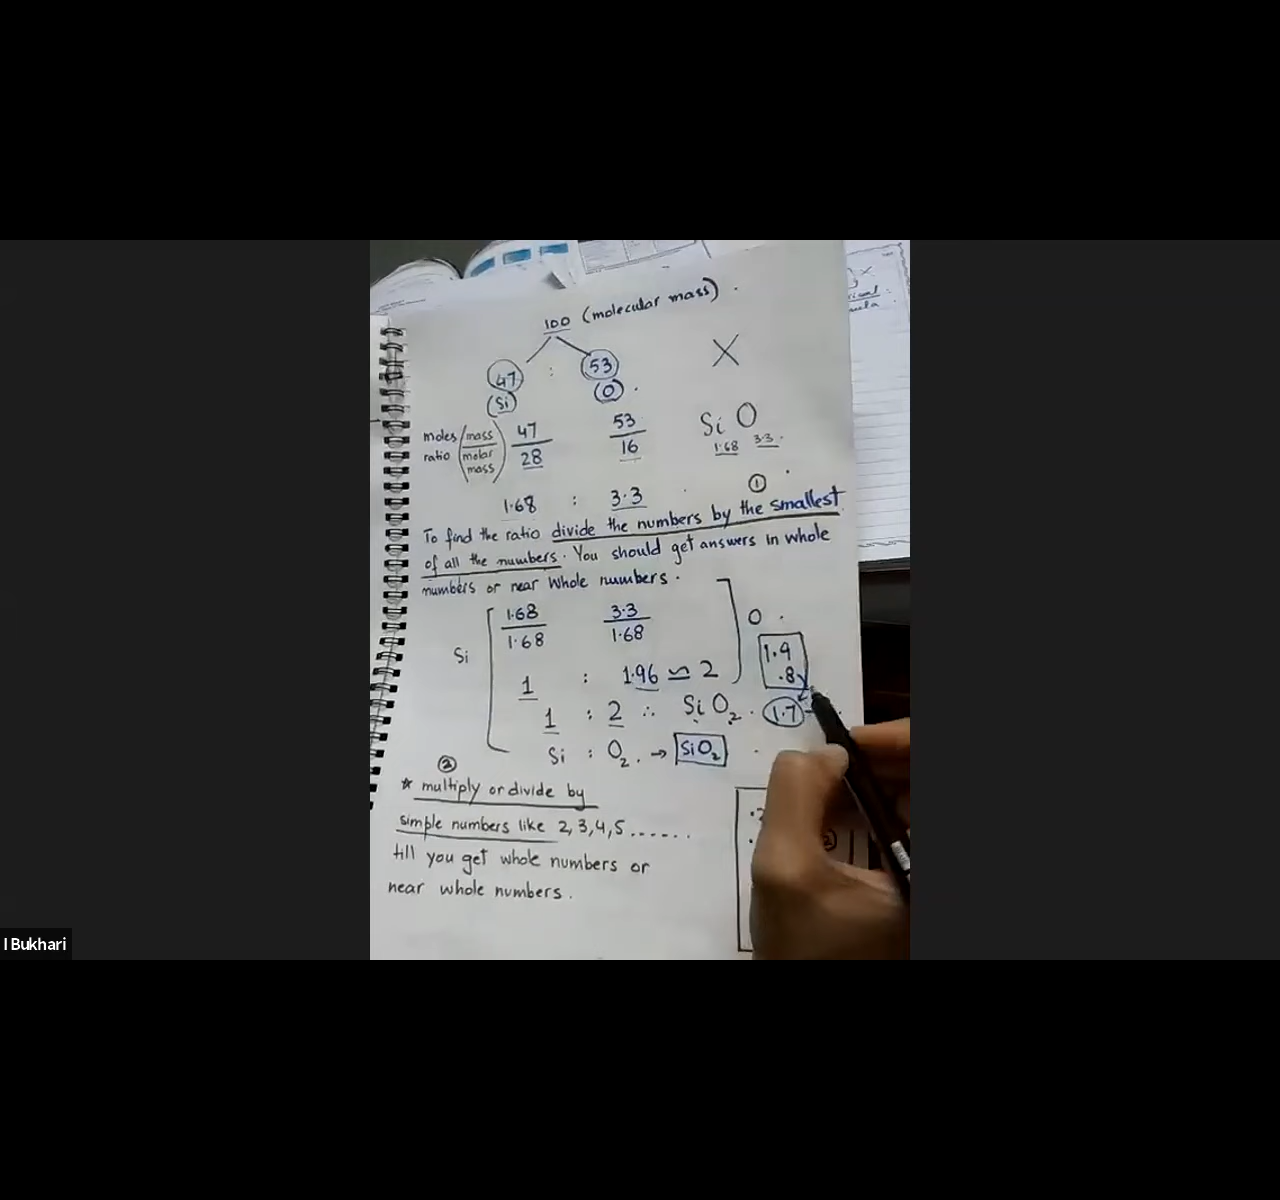 100 (molecular mass).
47 : 53
(Si) (O).
moles ratio (mass/molar mass) 47/28 53/16 Si O
1.68 3.3.
1.68 : 3.3
①
To find the ratio divide the numbers by the smallest
of all the numbers. You should get answers in whole
numbers or near whole numbers.
1.68/1.68 3.3/1.68 O
Si 1.9
1 : 1.96 ≃ 2 .8
1 : 2 ∴ SiO₂. 1.7
Si : O₂. → SiO₂
②
* multiply or divide by
simple numbers like 2, 3, 4, 5 ......
till you get whole numbers or
near whole numbers.
I Bukhari